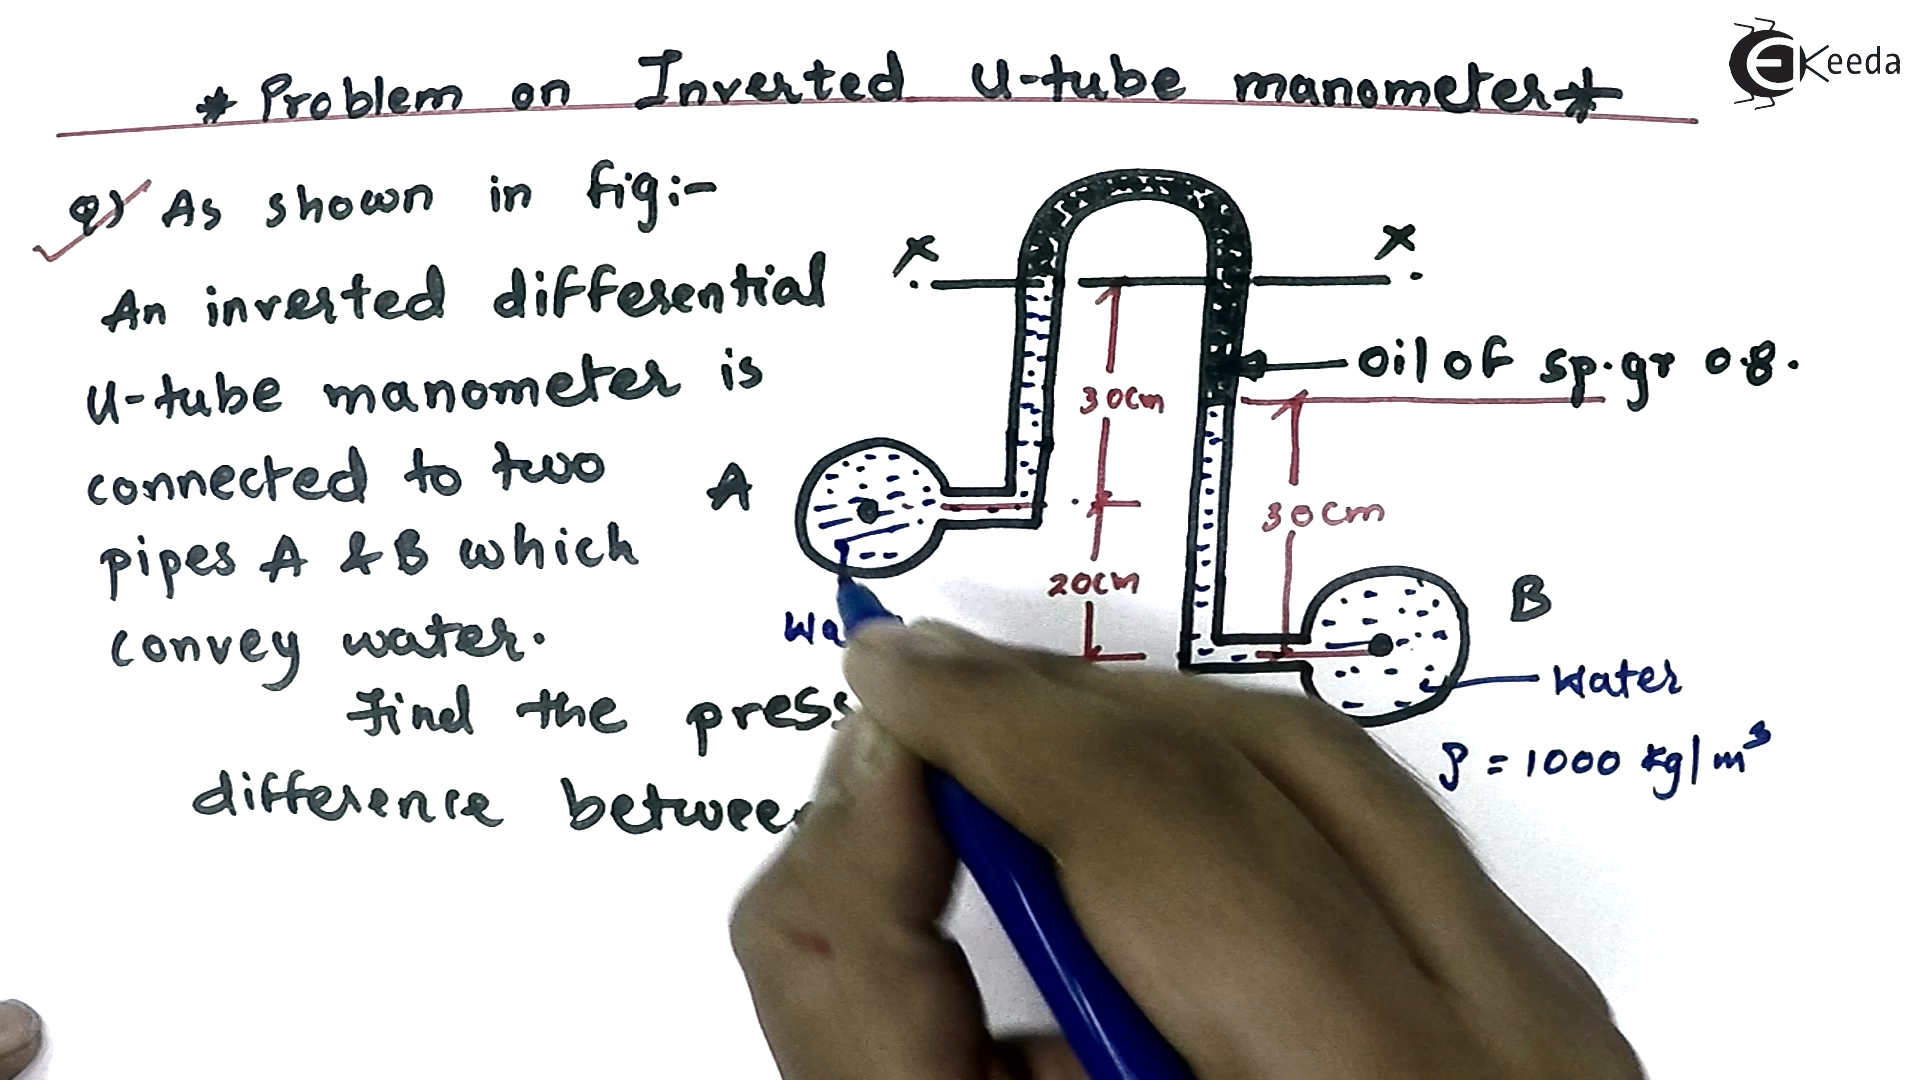 * Problem on Inverted U-tube manometer *
EKeeda
Q) As shown in fig:-
An inverted differential
U-tube manometer is
connected to two
pipes A & B which
convey water.
Find the press
difference between
x x
Oil of sp.gr 0.8.
30cm
A
30cm
20cm
B
Water
ρ = 1000 kg/m³